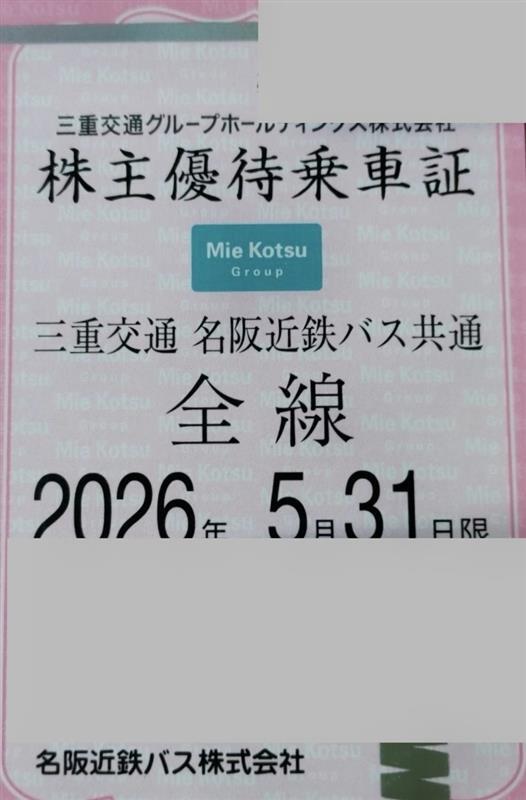 三重交通グループホールディングス株式会社
株主優待乗車証
Mie Kotsu
Group
三重交通 名阪近鉄バス共通
全線
2026年 5月31日限
名阪近鉄バス株式会社